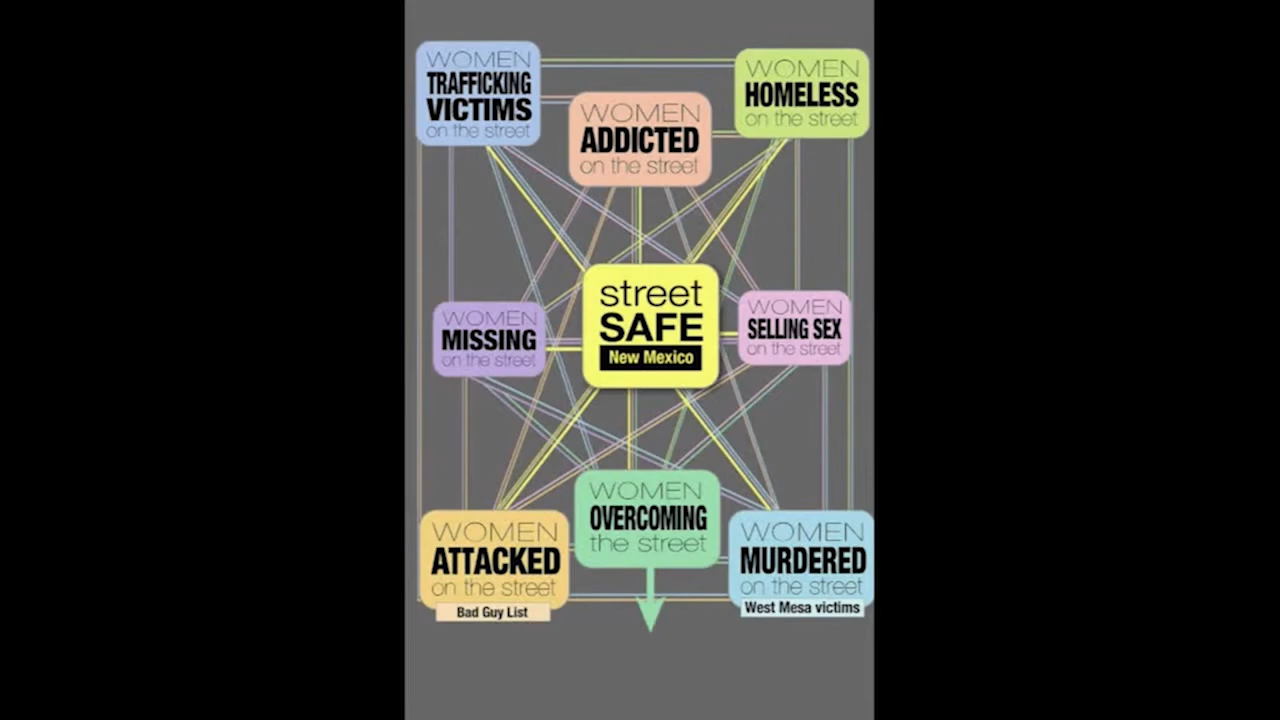 WOMEN
TRAFFICKING
VICTIMS
on the street
WOMEN
ADDICTED
on the street
WOMEN
HOMELESS
on the street
WOMEN
MISSING
on the street
street
SAFE
New Mexico
WOMEN
SELLING SEX
on the street
WOMEN
ATTACKED
on the street
Bad Guy List
WOMEN
OVERCOMING
the street
WOMEN
MURDERED
on the street
West Mesa victims